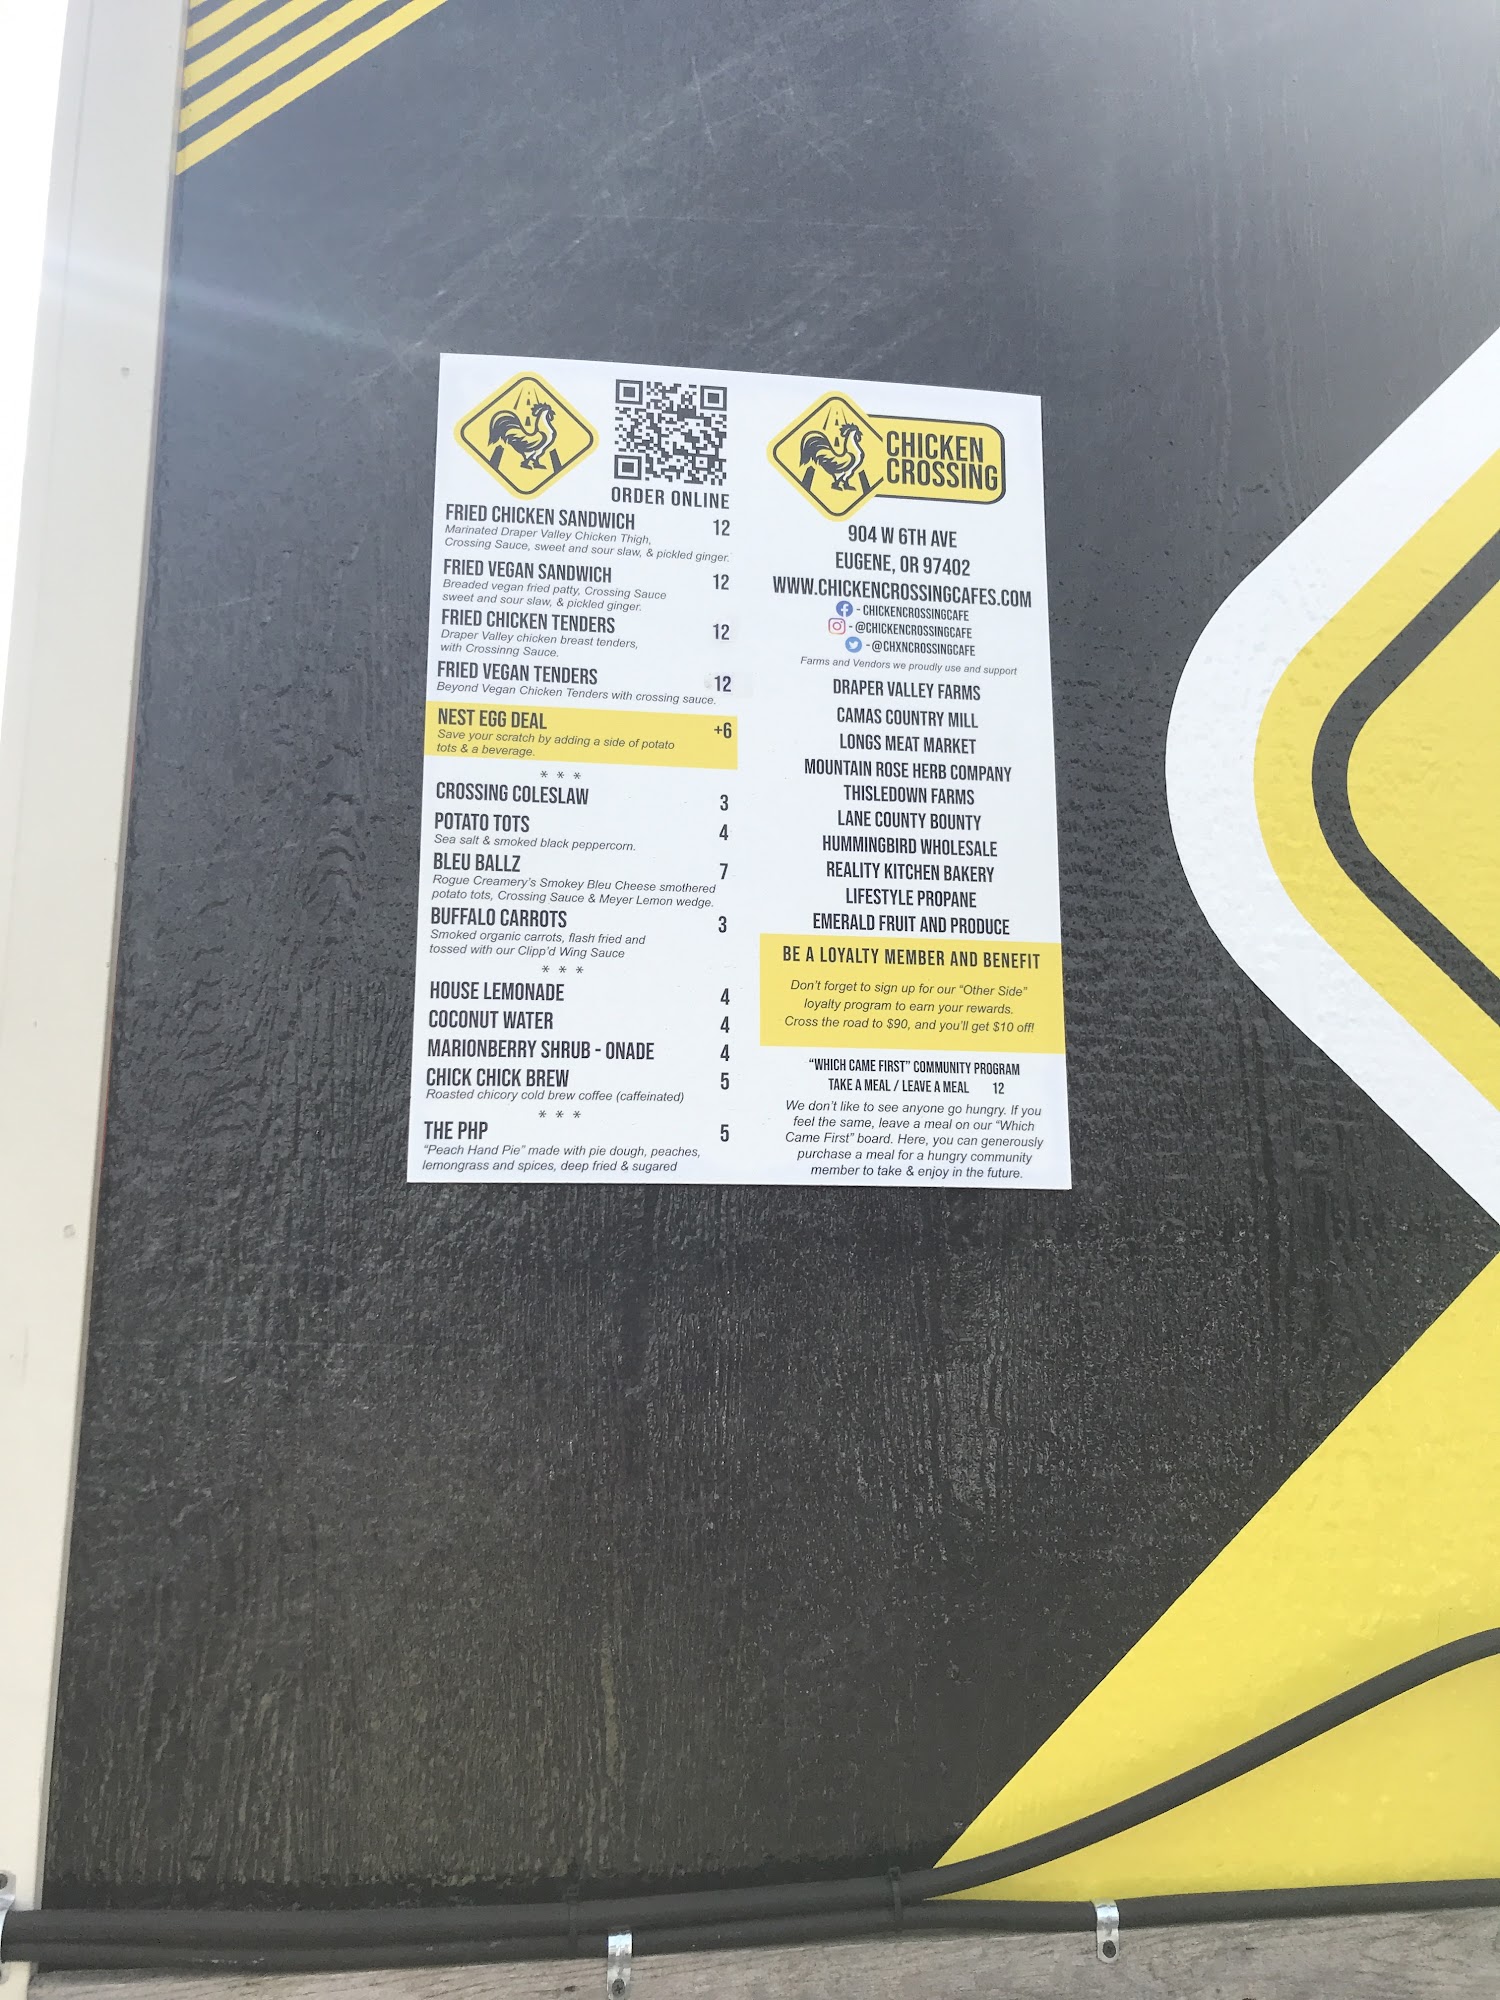 ORDER ONLINE
FRIED CHICKEN SANDWICH 12
Marinated Draper Valley Chicken Thigh,
Crossing Sauce, sweet and sour slaw, & pickled ginger.
FRIED VEGAN SANDWICH 12
Breaded vegan fried patty, Crossing Sauce
sweet and sour slaw, & pickled ginger.
FRIED CHICKEN TENDERS 12
Draper Valley chicken breast tenders,
with Crossinng Sauce.
FRIED VEGAN TENDERS 12
Beyond Vegan Chicken Tenders with crossing sauce.
NEST EGG DEAL +6
Save your scratch by adding a side of potato
tots & a beverage.
* * *
CROSSING COLESLAW 3
POTATO TOTS 4
Sea salt & smoked black peppercorn.
BLEU BALLZ 7
Rogue Creamery's Smokey Bleu Cheese smothered
potato tots, Crossing Sauce & Meyer Lemon wedge.
BUFFALO CARROTS 3
Smoked organic carrots, flash fried and
tossed with our Clipp'd Wing Sauce
* * *
HOUSE LEMONADE 4
COCONUT WATER 4
MARIONBERRY SHRUB - ONADE 4
CHICK CHICK BREW 5
Roasted chicory cold brew coffee (caffeinated)
* * *
THE PHP 5
"Peach Hand Pie" made with pie dough, peaches,
lemongrass and spices, deep fried & sugared
CHICKEN
CROSSING
904 W 6TH AVE
EUGENE, OR 97402
WWW.CHICKENCROSSINGCAFES.COM
- CHICKENCROSSINGCAFE
- @CHICKENCROSSINGCAFE
- @CHXNCROSSINGCAFE
Farms and Vendors we proudly use and support
DRAPER VALLEY FARMS
CAMAS COUNTRY MILL
LONGS MEAT MARKET
MOUNTAIN ROSE HERB COMPANY
THISLEDOWN FARMS
LANE COUNTY BOUNTY
HUMMINGBIRD WHOLESALE
REALITY KITCHEN BAKERY
LIFESTYLE PROPANE
EMERALD FRUIT AND PRODUCE
BE A LOYALTY MEMBER AND BENEFIT
Don't forget to sign up for our "Other Side"
loyalty program to earn your rewards.
Cross the road to $90, and you'll get $10 off!
"WHICH CAME FIRST" COMMUNITY PROGRAM
TAKE A MEAL / LEAVE A MEAL 12
We don't like to see anyone go hungry. If you
feel the same, leave a meal on our "Which
Came First" board. Here, you can generously
purchase a meal for a hungry community
member to take & enjoy in the future.